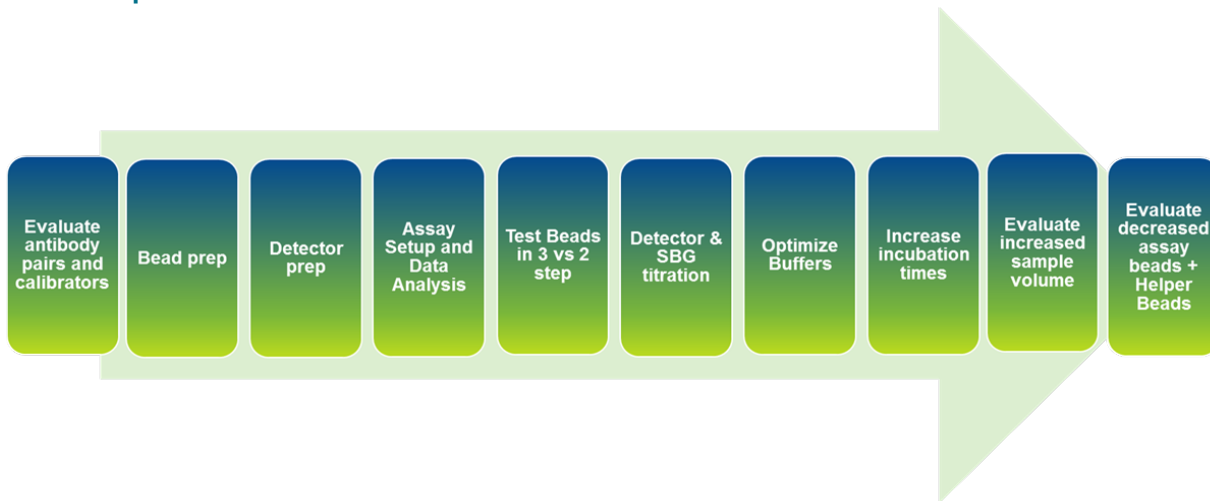 Evaluate
antibody
pairs and
calibrators
Bead prep
Detector
prep
Assay
Setup and
Data
Analysis
Test Beads
in 3 vs 2
step
Detector &
SBG
titration
Optimize
Buffers
Increase
incubation
times
Evaluate
increased
sample
volume
Evaluate
decreased
assay
beads +
Helper
Beads